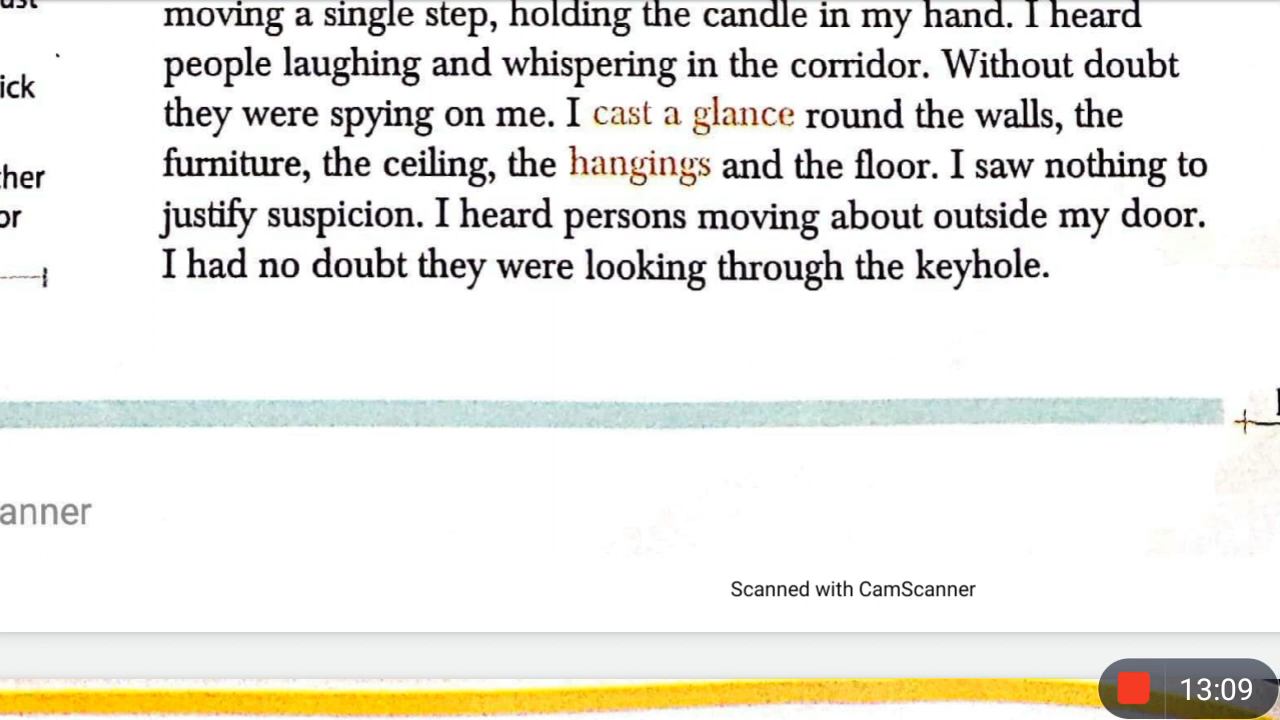 moving a single step, holding the candle in my hand. I heard
people laughing and whispering in the corridor. Without doubt
ick
they were spying on me. I cast a glance round the walls, the
furniture, the ceiling, the hangings and the floor. I saw nothing to
her
or
justify suspicion. I heard persons moving about outside my door.
I had no doubt they were looking through the keyhole.
anner
Scanned with CamScanner
13:09